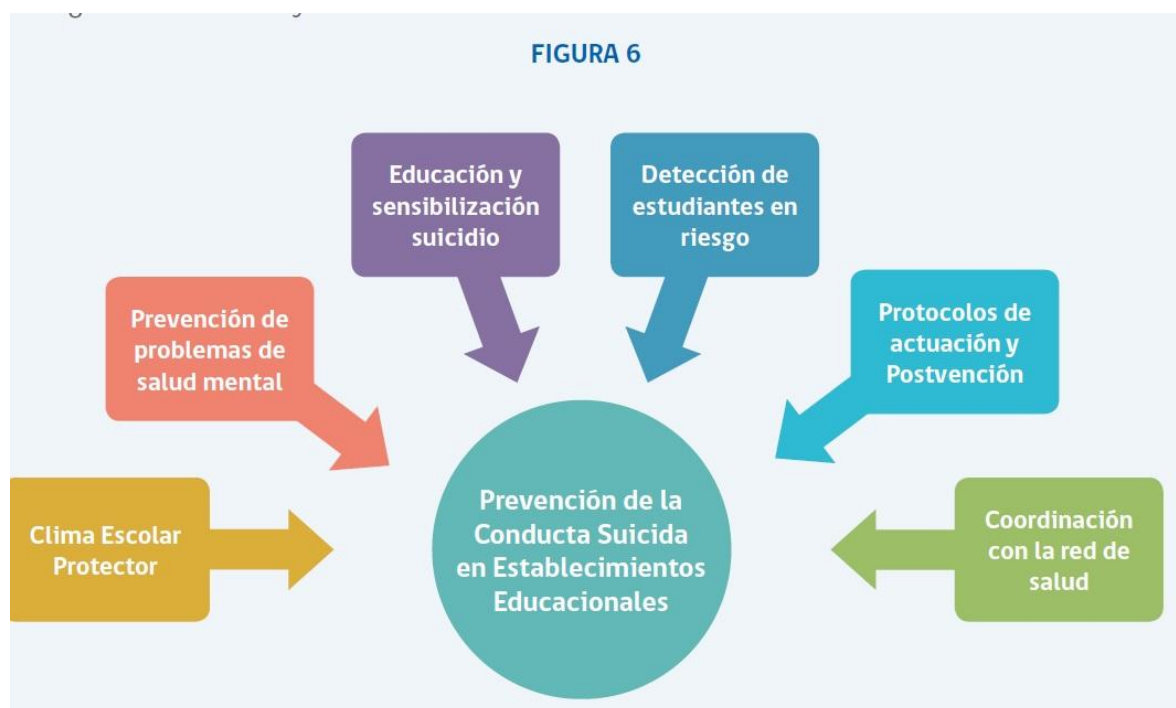 FIGURA 6
Educación y
sensibilización
suicidio
Detección de
estudiantes en
riesgo
Prevención de
problemas de
salud mental
Protocolos de
actuación y
Postvención
Clima Escolar
Protector
Prevención de la
Conducta Suicida
en Establecimientos
Educacionales
Coordinación
con la red de
salud